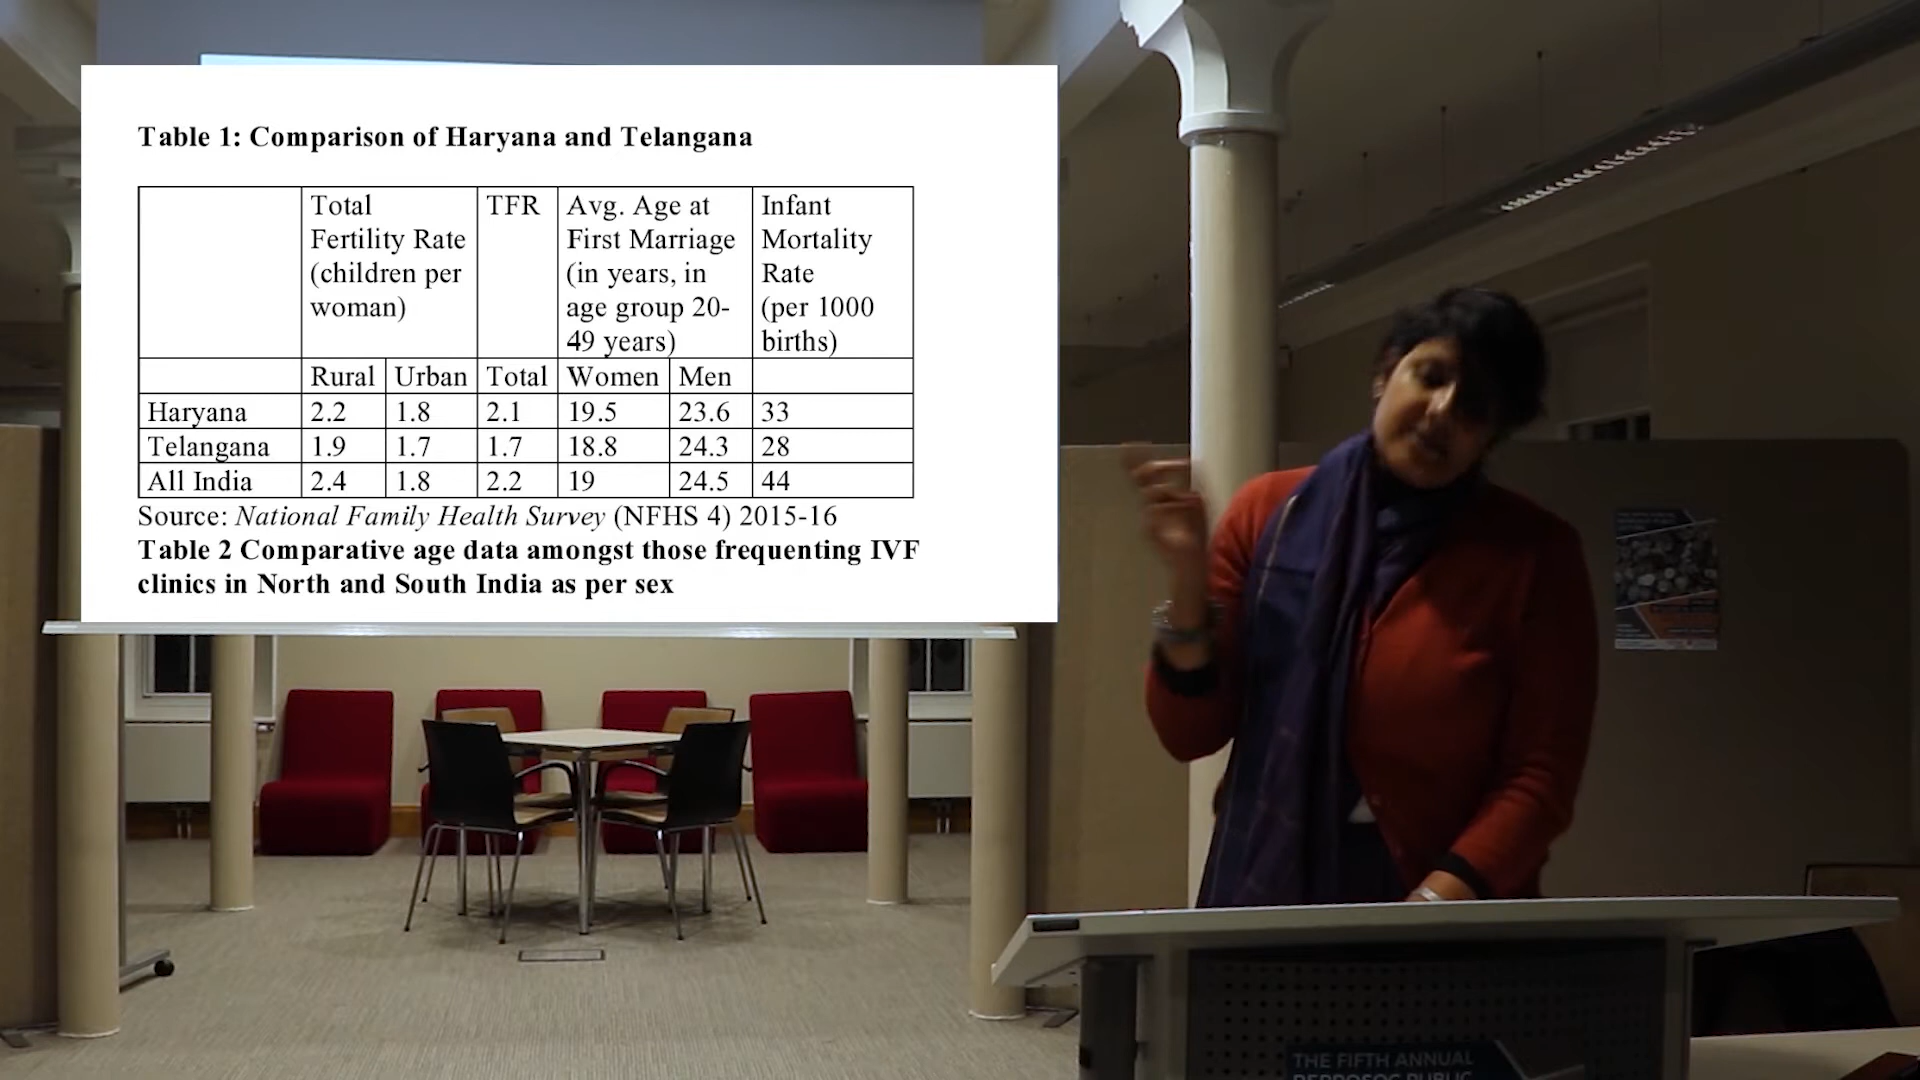 Table 1: Comparison of Haryana and Telangana
Total Fertility Rate (children per woman) TFR Avg. Age at First Marriage (in years, in age group 20-49 years) Infant Mortality Rate (per 1000 births)
Rural Urban Total Women Men
Haryana 2.2 1.8 2.1 19.5 23.6 33
Telangana 1.9 1.7 1.7 18.8 24.3 28
All India 2.4 1.8 2.2 19 24.5 44
Source: National Family Health Survey (NFHS 4) 2015-16
Table 2 Comparative age data amongst those frequenting IVF
clinics in North and South India as per sex
THE FIFTH ANNUAL
REPROSOC PUBLIC